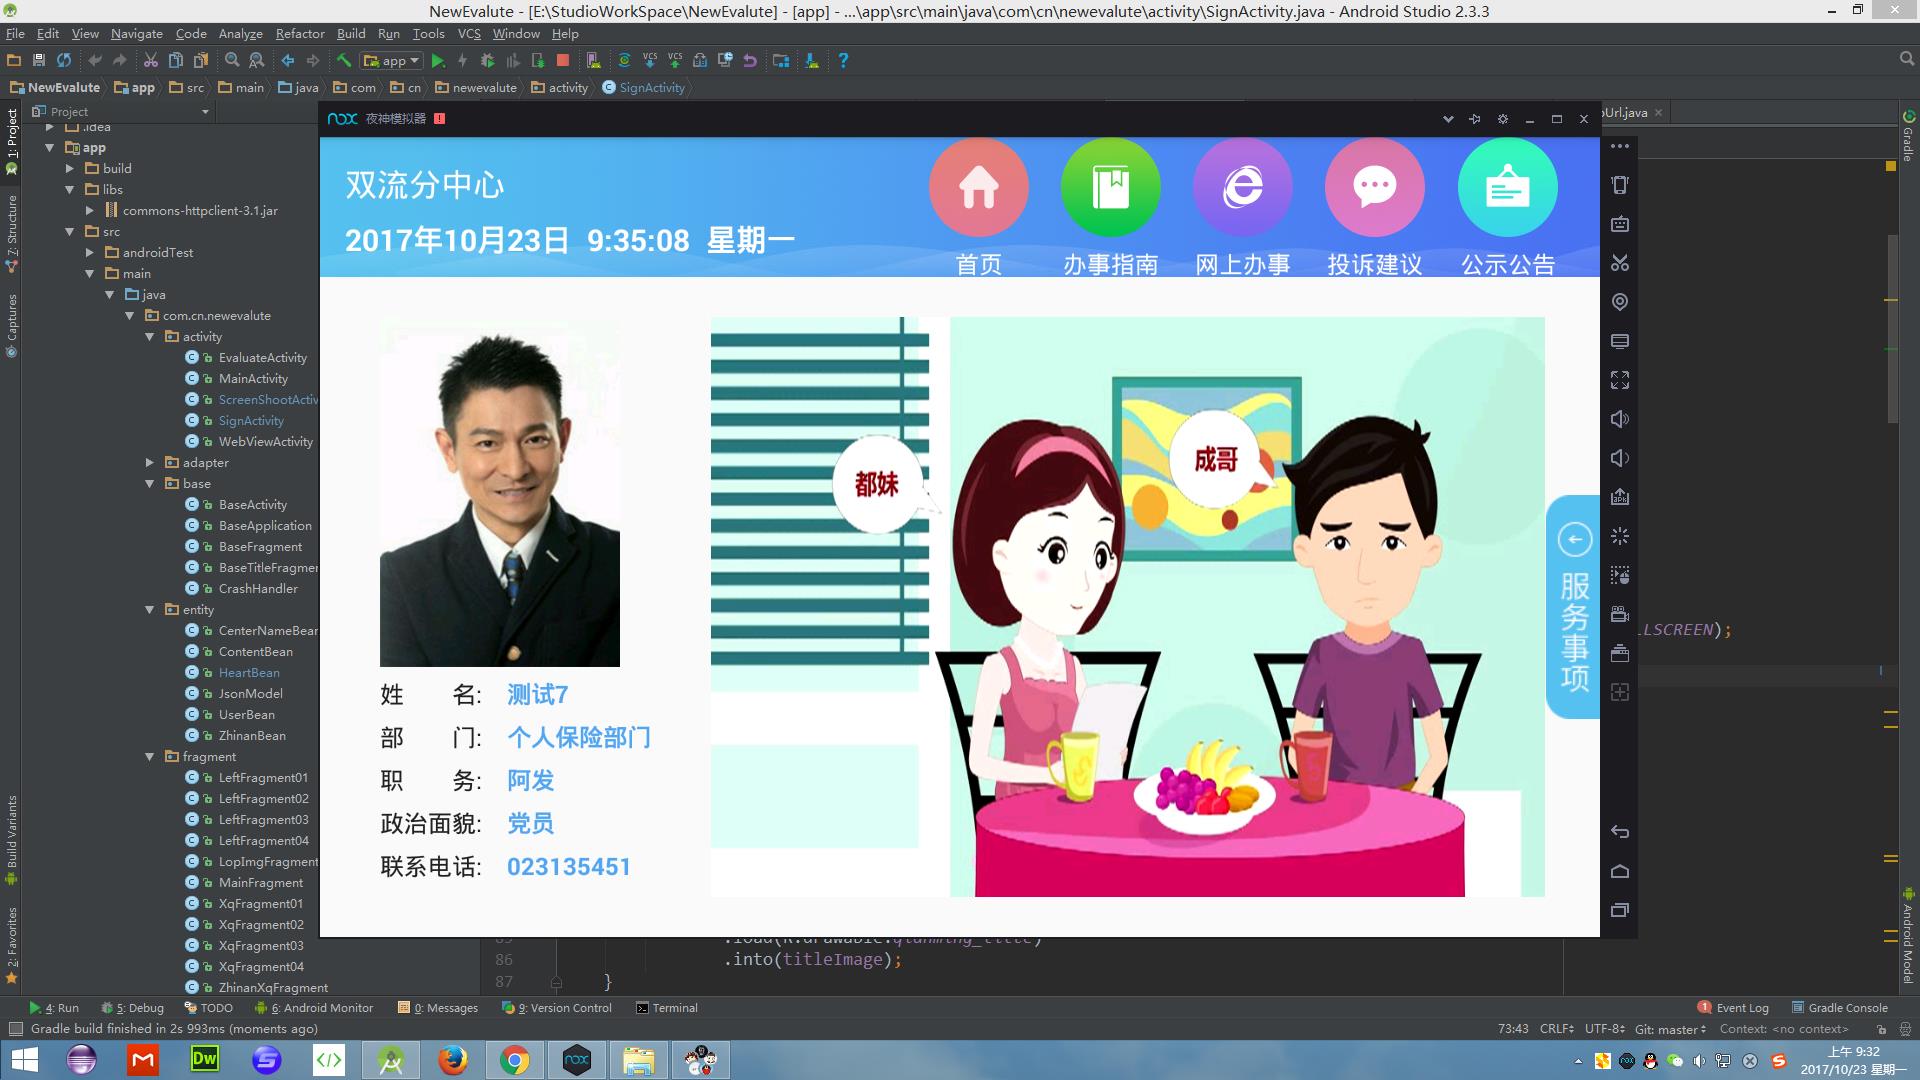 NewEvalute - [E:\StudioWorkSpace\NewEvalute] - [app] - ...\app\src\main\java\com\cn\newevalute\activity\SignActivity.java - Android Studio 2.3.3
File Edit View Navigate Code Analyze Refactor Build Run Tools VCS Window Help
app
VCS VCS
NewEvalute app src main java com cn newevalute activity SignActivity
Project
nox 夜神模拟器
oUrl.java
.idea
app
build
libs
commons-httpclient-3.1.jar
src
androidTest
main
java
com.cn.newevalute
activity
EvaluateActivity
MainActivity
ScreenShootActiv
SignActivity
WebViewActivity
adapter
base
BaseActivity
BaseApplication
BaseFragment
BaseTitleFragmen
CrashHandler
entity
CenterNameBean
ContentBean
HeartBean
JsonModel
UserBean
ZhinanBean
fragment
LeftFragment01
LeftFragment02
LeftFragment03
LeftFragment04
LopImgFragment
MainFragment
XqFragment01
XqFragment02
XqFragment03
XqFragment04
ZhinanXqFragment
1: Project
7: Structure
Captures
Build Variants
2: Favorites
双流分中心
2017年10月23日 9:35:08 星期一
首页 办事指南 网上办事 投诉建议 公示公告
都妹
成哥
服务事项
姓 名: 测试7
部 门: 个人保险部门
职 务: 阿发
政治面貌: 党员
联系电话: 023135451
Gradle
Android Model
LLSCREEN);
.load(R.drawable.qianming_title)
86 .into(titleImage);
87 }
4: Run 5: Debug TODO 6: Android Monitor 0: Messages 9: Version Control Terminal
1 Event Log Gradle Console
Gradle build finished in 2s 993ms (moments ago)
73:43 CRLF UTF-8 Git: master Context: <no context>
Dw
上午 9:32
2017/10/23 星期一